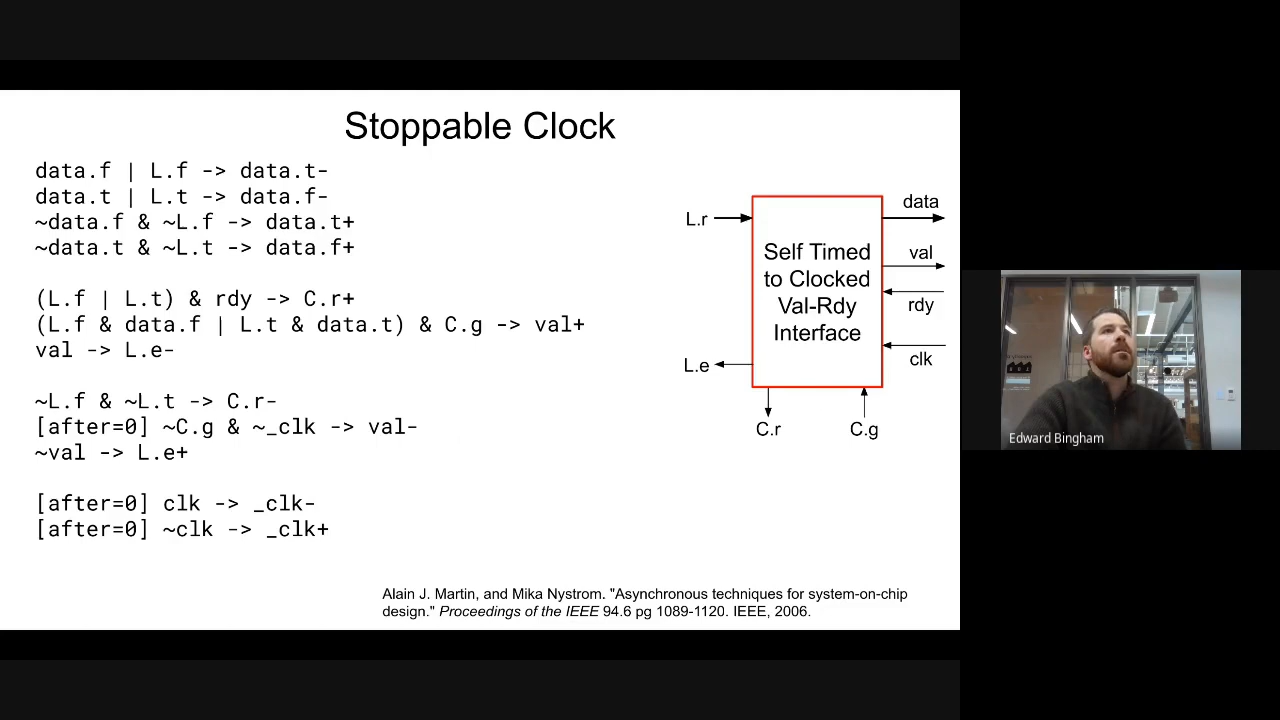 Stoppable Clock
data.f | L.f -> data.t-
data.t | L.t -> data.f-
~data.f & ~L.f -> data.t+
~data.t & ~L.t -> data.f+
(L.f | L.t) & rdy -> C.r+
(L.f & data.f | L.t & data.t) & C.g -> val+
val -> L.e-
~L.f & ~L.t -> C.r-
[after=0] ~C.g & ~_clk -> val-
~val -> L.e+
[after=0] clk -> _clk-
[after=0] ~clk -> _clk+
L.r
data
Self Timed
to Clocked
Val-Rdy
Interface
val
rdy
clk
L.e
C.r
C.g
Alain J. Martin, and Mika Nystrom. "Asynchronous techniques for system-on-chip
design." Proceedings of the IEEE 94.6 pg 1089-1120. IEEE, 2006.
Edward Bingham